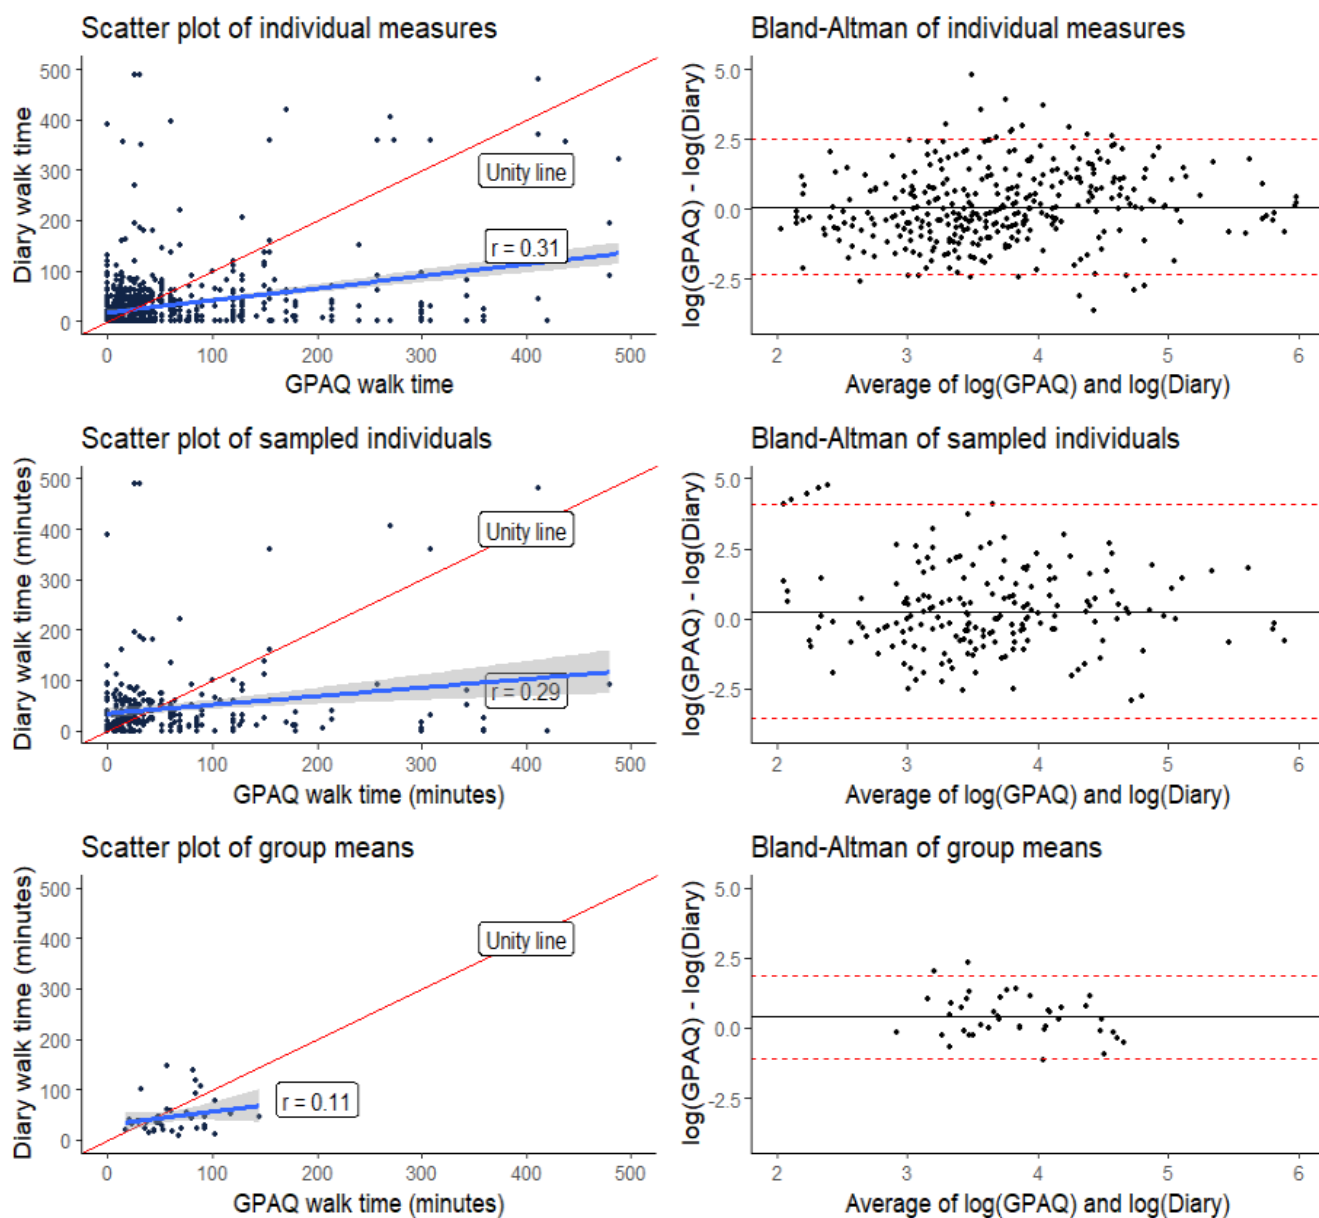 Scatter plot of individual measures
Diary walk time
500
400
300
200
100
0
Unity line
r = 0.31
0 100 200 300 400 500
GPAQ walk time
Bland-Altman of individual measures
log(GPAQ) - log(Diary)
5.0
2.5
0.0
-2.5
2 3 4 5 6
Average of log(GPAQ) and log(Diary)
Scatter plot of sampled individuals
Diary walk time (minutes)
500
400
300
200
100
0
Unity line
r = 0.29
0 100 200 300 400 500
GPAQ walk time (minutes)
Bland-Altman of sampled individuals
log(GPAQ) - log(Diary)
5.0
2.5
0.0
-2.5
2 3 4 5 6
Average of log(GPAQ) and log(Diary)
Scatter plot of group means
Diary walk time (minutes)
500
400
300
200
100
0
Unity line
r = 0.11
0 100 200 300 400 500
GPAQ walk time (minutes)
Bland-Altman of group means
log(GPAQ) - log(Diary)
5.0
2.5
0.0
-2.5
2 3 4 5 6
Average of log(GPAQ) and log(Diary)